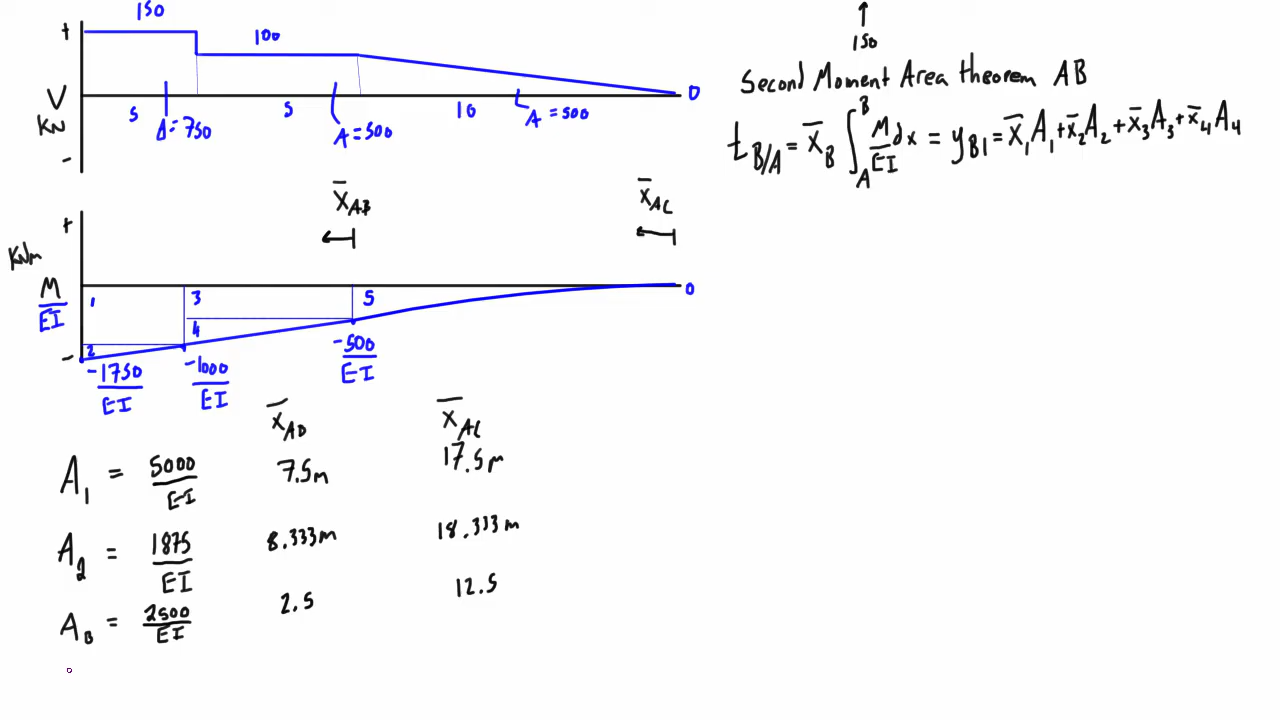 150
+
100
150
V
0
KN
5
A=750
5
A=500
10
A=500
-
Second Moment Area theorem AB
t B/A = x̄B ∫AB M/EI dx = yB1 = x̄1A1+x̄2A2+x̄3A3+x̄4A4
x̄AB
x̄AC
+
KNm
M/EI
1
3
5
0
2
4
-
-1750/EI
-1000/EI
-500/EI
x̄AB
x̄AC
A1 = 5000/EI 7.5m 17.5m
A2 = 1875/EI 8.333m 18.333m
A3 = 2500/EI 2.5 12.5